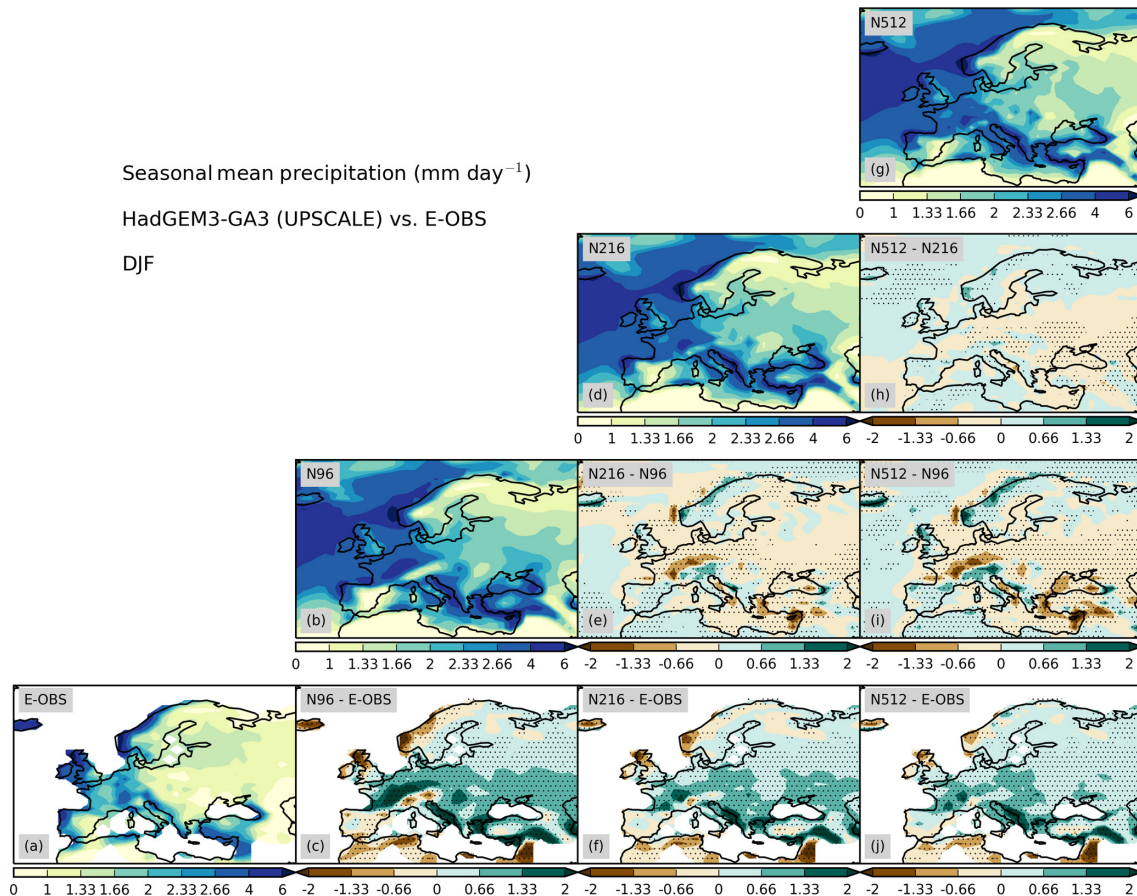 N512
(g)
0 1 1.33 1.66 2 2.33 2.66 4 6
Seasonal mean precipitation (mm day⁻¹)
HadGEM3-GA3 (UPSCALE) vs. E-OBS
DJF
N216
(d)
0 1 1.33 1.66 2 2.33 2.66 4 6
N512 - N216
(h)
-2 -1.33 -0.66 0 0.66 1.33 2
N96
(b)
0 1 1.33 1.66 2 2.33 2.66 4 6
N216 - N96
(e)
-2 -1.33 -0.66 0 0.66 1.33 2
N512 - N96
(i)
-2 -1.33 -0.66 0 0.66 1.33 2
E-OBS
(a)
0 1 1.33 1.66 2 2.33 2.66 4 6
N96 - E-OBS
(c)
-2 -1.33 -0.66 0 0.66 1.33 2
N216 - E-OBS
(f)
-2 -1.33 -0.66 0 0.66 1.33 2
N512 - E-OBS
(j)
-2 -1.33 -0.66 0 0.66 1.33 2